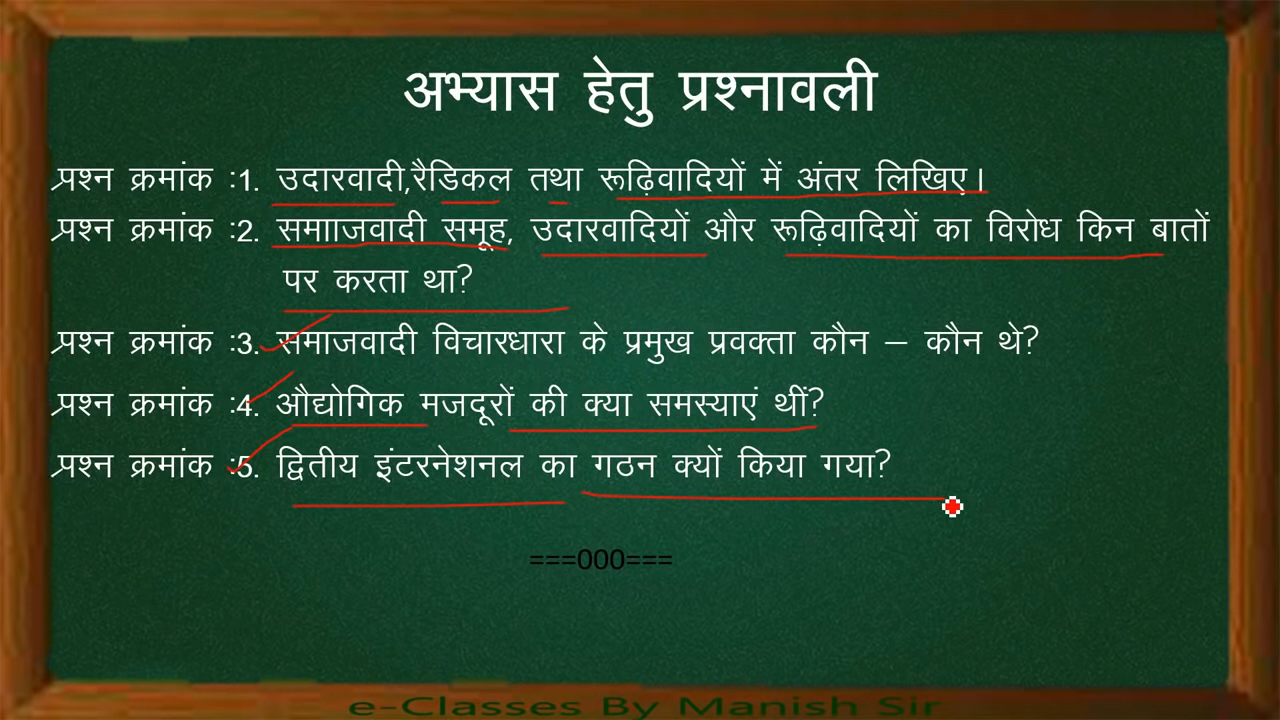 अभ्यास हेतु प्रश्नावली
प्रश्न क्रमांक :1. उदारवादी,रैडिकल तथा रूढ़िवादियों में अंतर लिखिए।
प्रश्न क्रमांक :2. समााजवादी समूह, उदारवादियों और रूढ़िवादियों का विरोध किन बातों
पर करता था?
प्रश्न क्रमांक :3. समाजवादी विचारधारा के प्रमुख प्रवक्ता कौन – कौन थे?
प्रश्न क्रमांक :4. औद्योगिक मजदूरों की क्या समस्याएं थीं?
प्रश्न क्रमांक :5. द्वितीय इंटरनेशनल का गठन क्यों किया गया?
===000===
e-Classes By Manish Sir